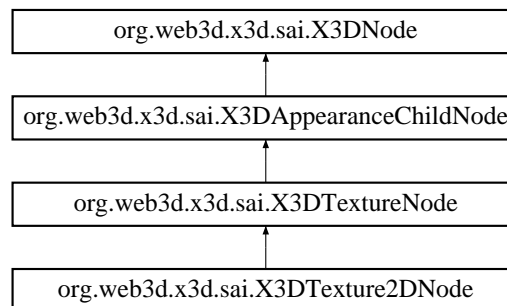 org.web3d.x3d.sai.X3DNode
org.web3d.x3d.sai.X3DAppearanceChildNode
org.web3d.x3d.sai.X3DTextureNode
org.web3d.x3d.sai.X3DTexture2DNode